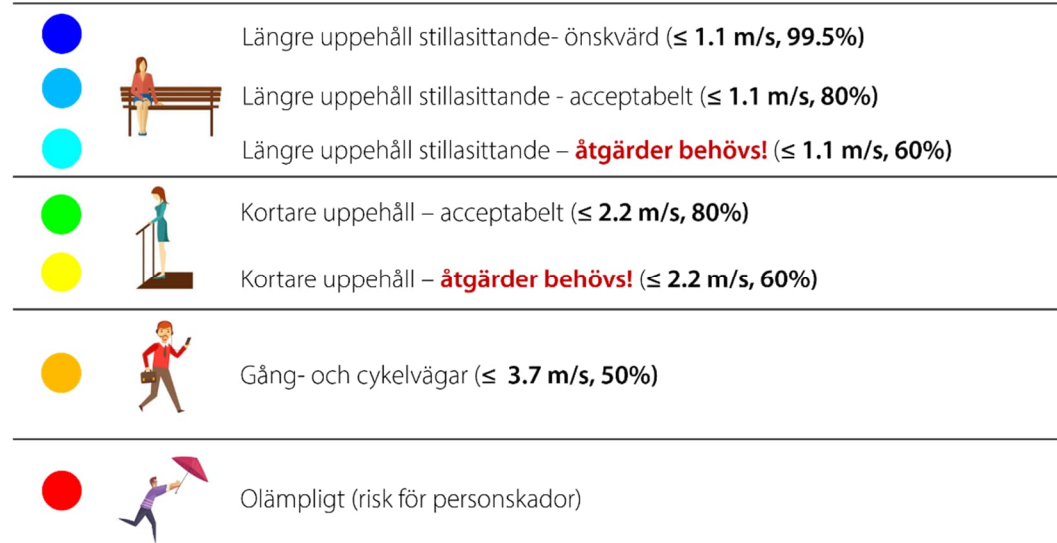 Längre uppehåll stillasittande- önskvärd (≤ 1.1 m/s, 99.5%)
Längre uppehåll stillasittande - acceptabelt (≤ 1.1 m/s, 80%)
Längre uppehåll stillasittande – åtgärder behövs! (≤ 1.1 m/s, 60%)
Kortare uppehåll – acceptabelt (≤ 2.2 m/s, 80%)
Kortare uppehåll – åtgärder behövs! (≤ 2.2 m/s, 60%)
Gång- och cykelvägar (≤ 3.7 m/s, 50%)
Olämpligt (risk för personskador)